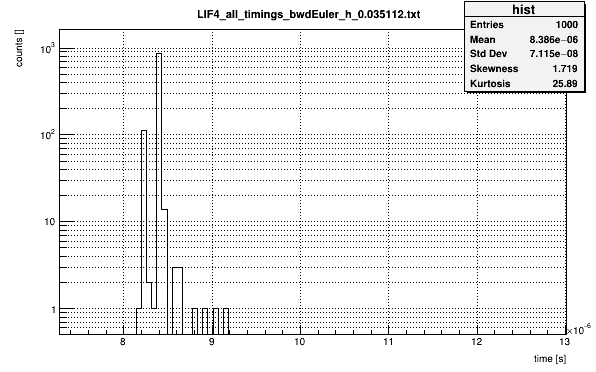 LIF4_all_timings_bwdEuler_h_0.035112.txt
hist
Entries 1000
Mean 8.386e−06
Std Dev 7.115e−08
Skewness 1.719
Kurtosis 25.89
counts []
10³
10²
10
1
8 9 10 11 12 13
×10⁻⁶
time [s]